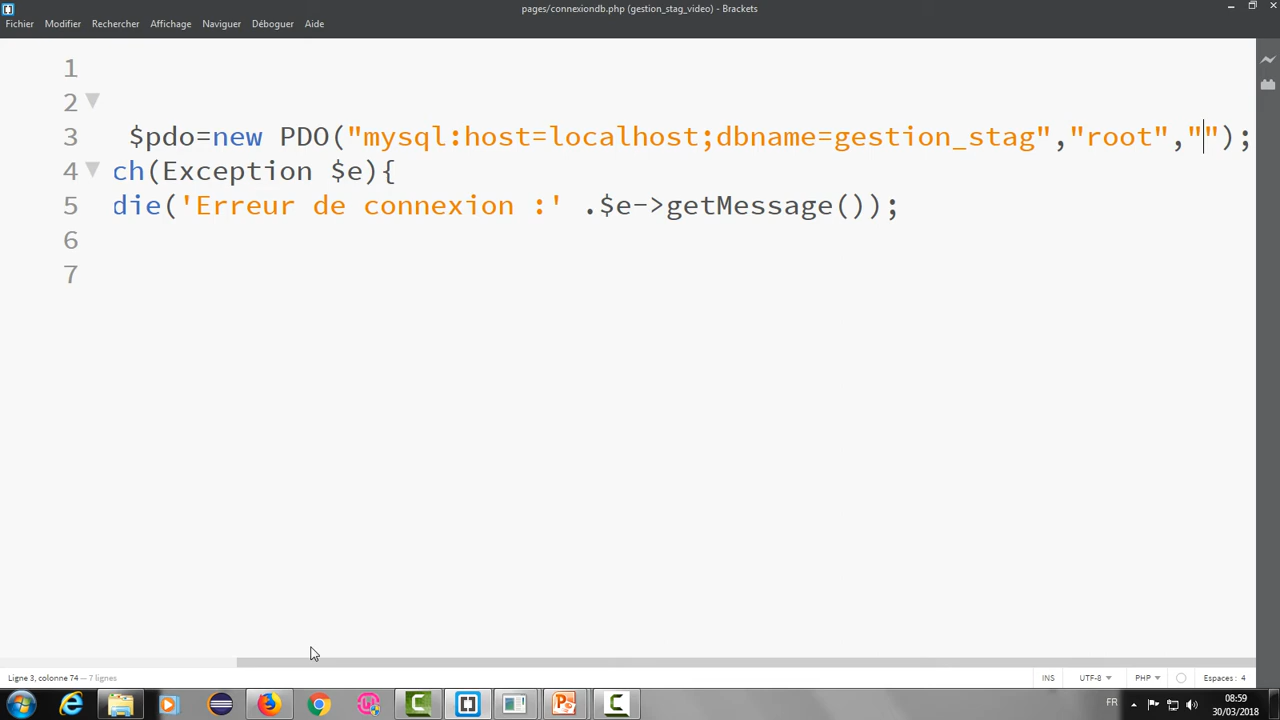 pages/connexiondb.php (gestion_stag_video) - Brackets
Fichier Modifier Rechercher Affichage Naviguer Déboguer Aide
1
2
3 $pdo=new PDO("mysql:host=localhost;dbname=gestion_stag","root","");
4 ch(Exception $e){
5 die('Erreur de connexion :' .$e->getMessage());
6
7
Ligne 3, colonne 74 — 7 lignes INS UTF-8 PHP Espaces : 4
FR 08:59
30/03/2018